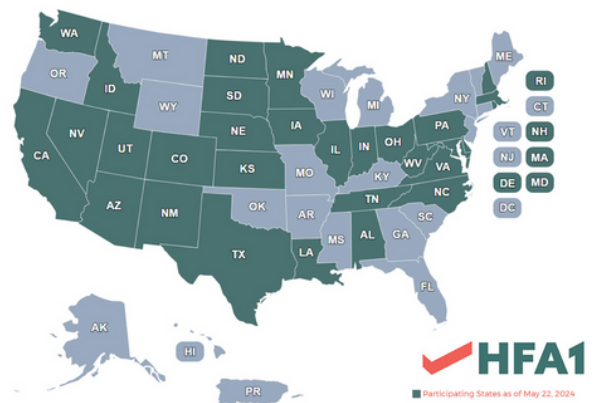 WA
MT
ND
MN
ME
OR
ID
SD
WI
MI
NY
RI
WY
CT
IA
PA
VT
NH
NV
NE
IL
IN
OH
NJ
MA
CA
UT
CO
KS
MO
KY
WV
VA
DE
MD
AZ
NM
OK
AR
TN
NC
DC
TX
LA
MS
AL
GA
SC
FL
AK
HI
PR
HFA1
Participating States as of May 22, 2024